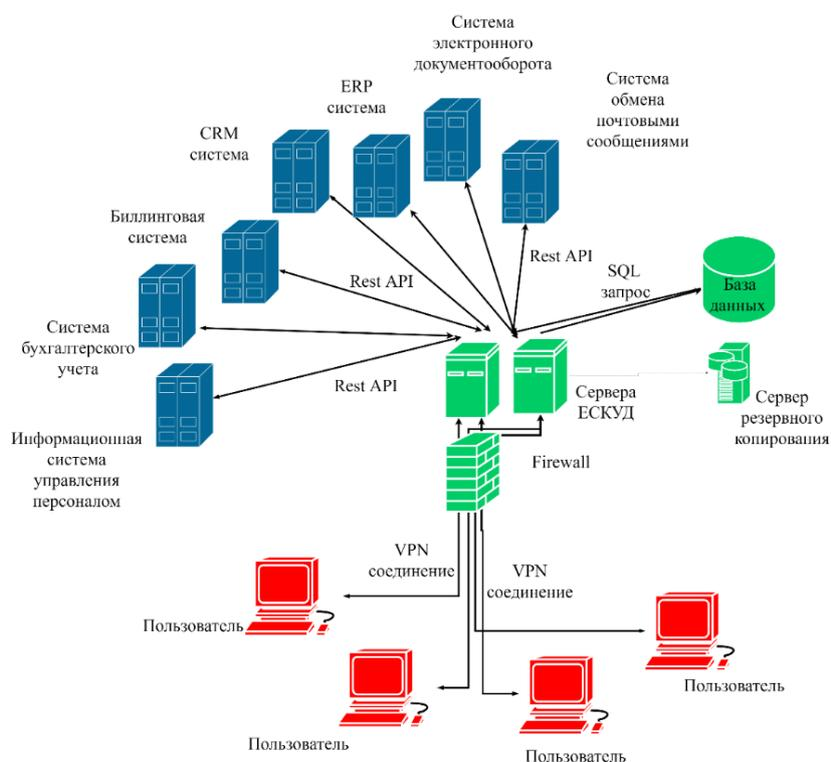 Система
электронного
документооборота
ERP
система
Система
обмена
почтовыми
сообщениями
CRM
система
Биллинговая
система
Rest API
Rest API
SQL
запрос
База
данных
Система
бухгалтерского
учета
Rest API
Сервера
ЕСКУД
Сервер
резервного
копирования
Информационная
система
управления
персоналом
Firewall
VPN
соединение
VPN
соединение
Пользователь
Пользователь
Пользователь
Пользователь